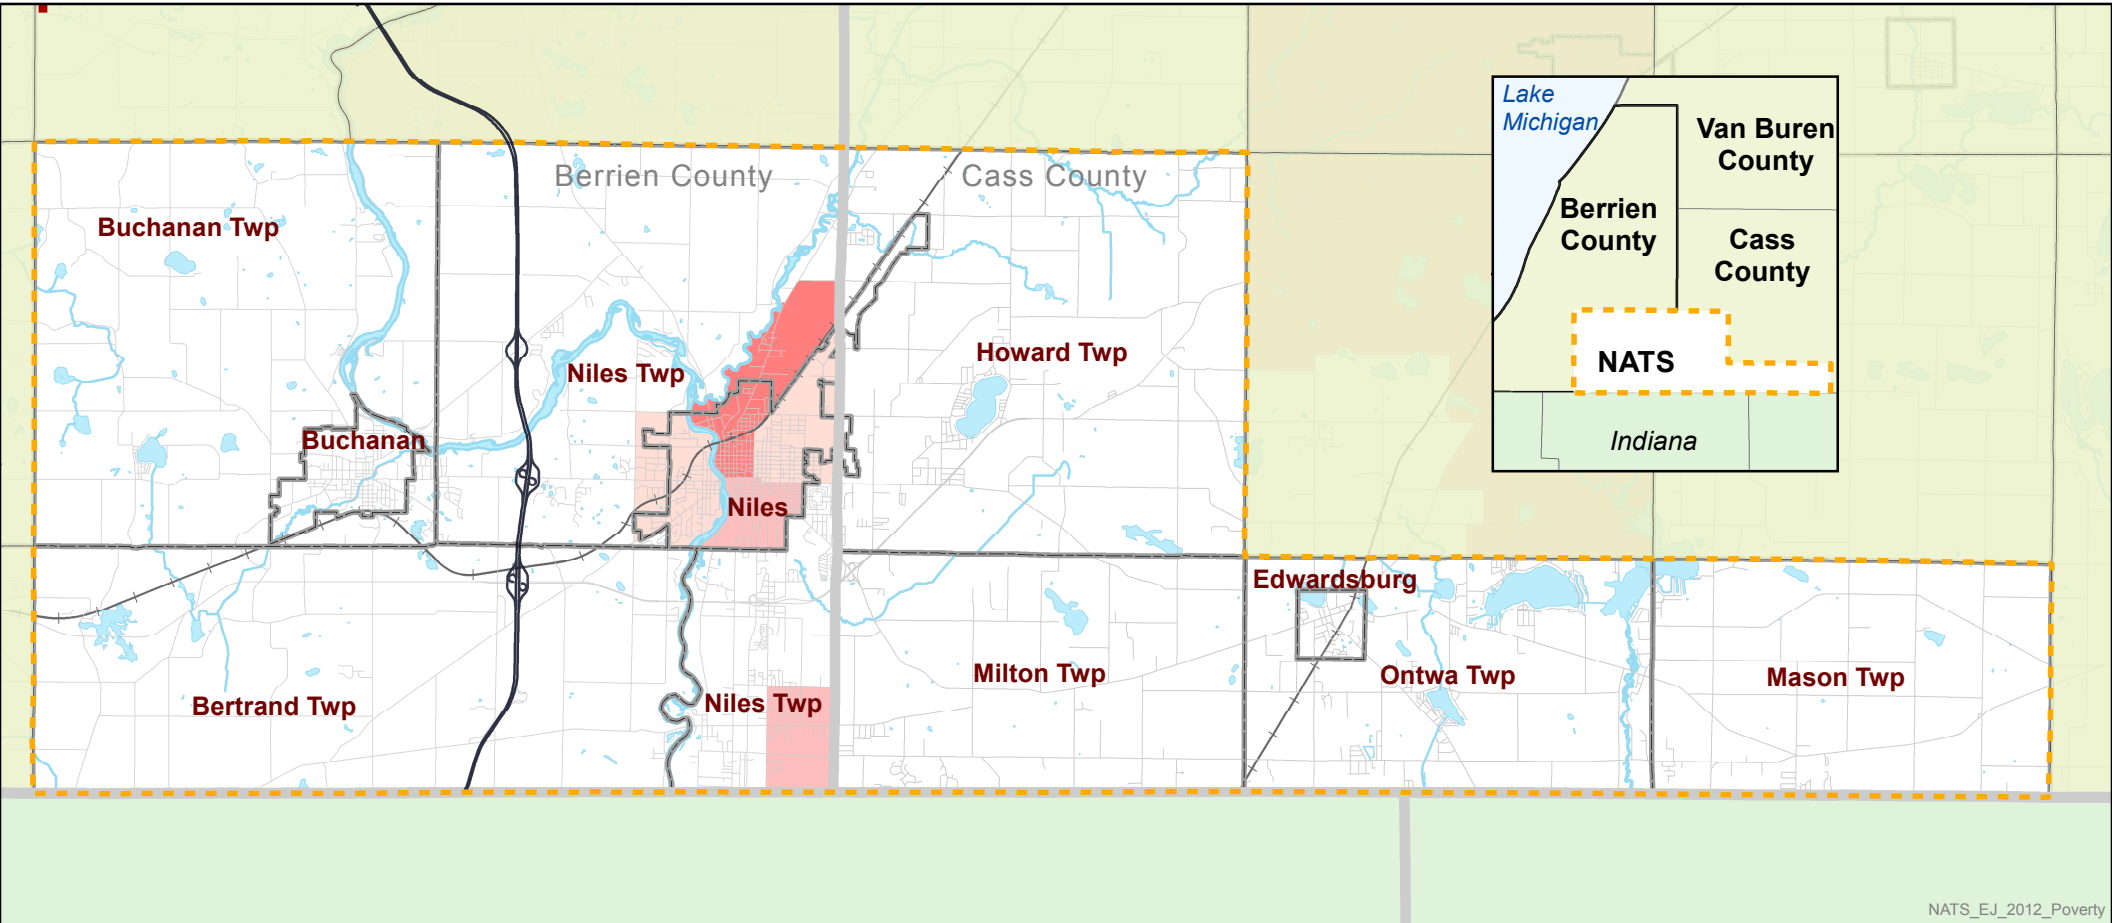 Lake
Michigan
Van Buren
County
Berrien
County
Cass
County
NATS
Indiana
Berrien County
Cass County
Buchanan Twp
Niles Twp
Howard Twp
Buchanan
Niles
Edwardsburg
Bertrand Twp
Niles Twp
Milton Twp
Ontwa Twp
Mason Twp
NATS_EJ_2012_Poverty